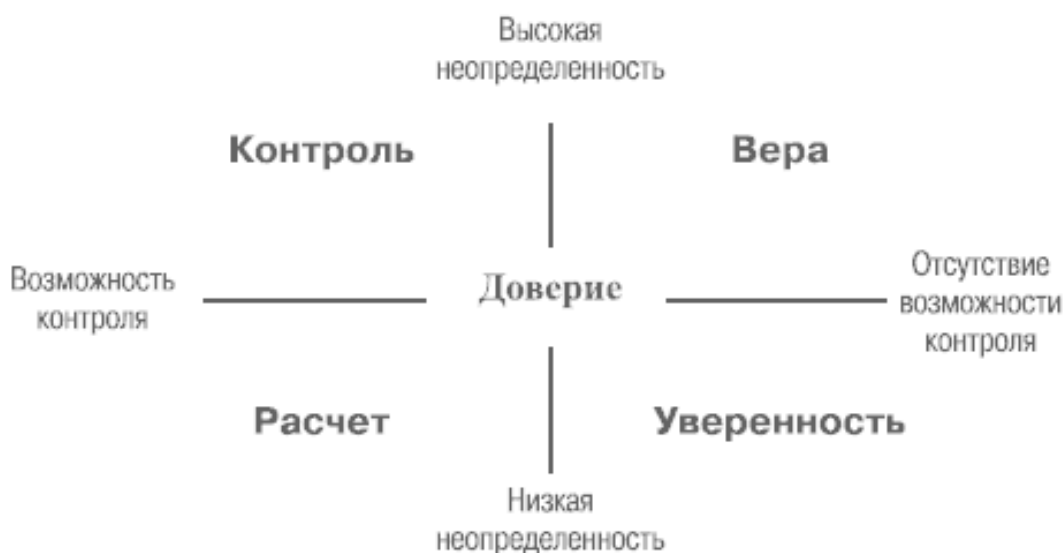 Высокая
неопределенность
Контроль
Вера
Возможность
контроля
Доверие
Отсутствие
возможности
контроля
Расчет
Уверенность
Низкая
неопределенность